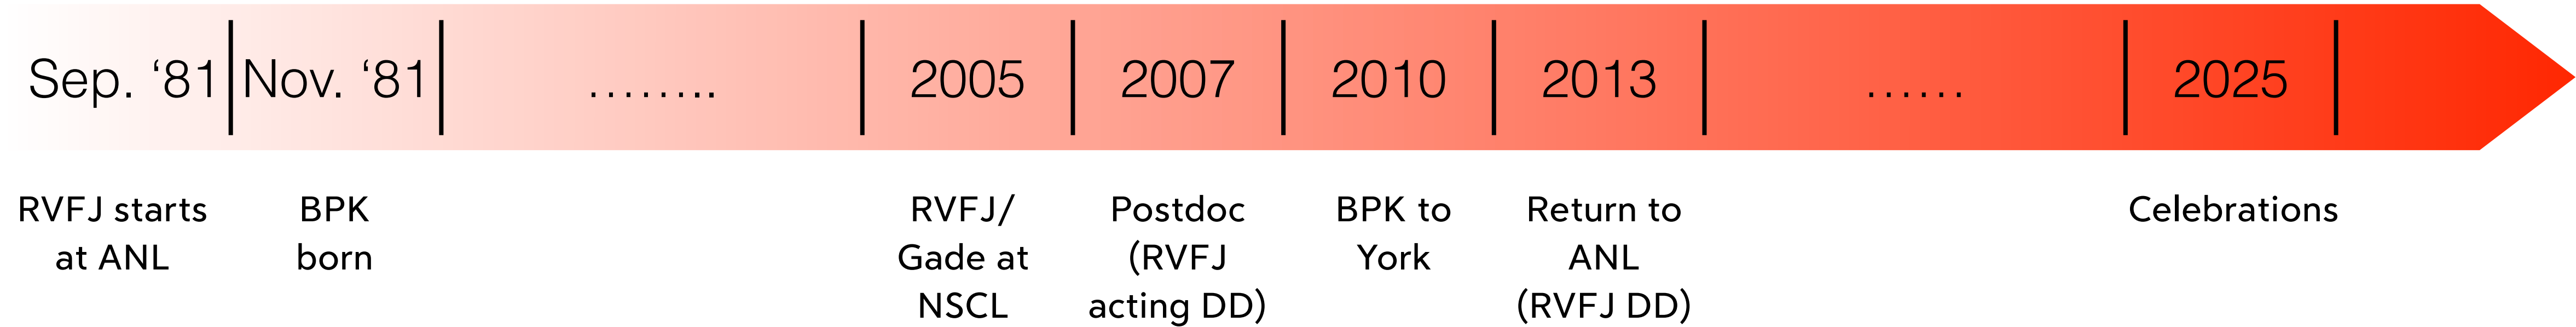 Sep. ‘81 Nov. ‘81 ........ 2005 2007 2010 2013 ...... 2025
RVFJ starts
at ANL
BPK
born
RVFJ/
Gade at
NSCL
Postdoc
(RVFJ
acting DD)
BPK to
York
Return to
ANL
(RVFJ DD)
Celebrations